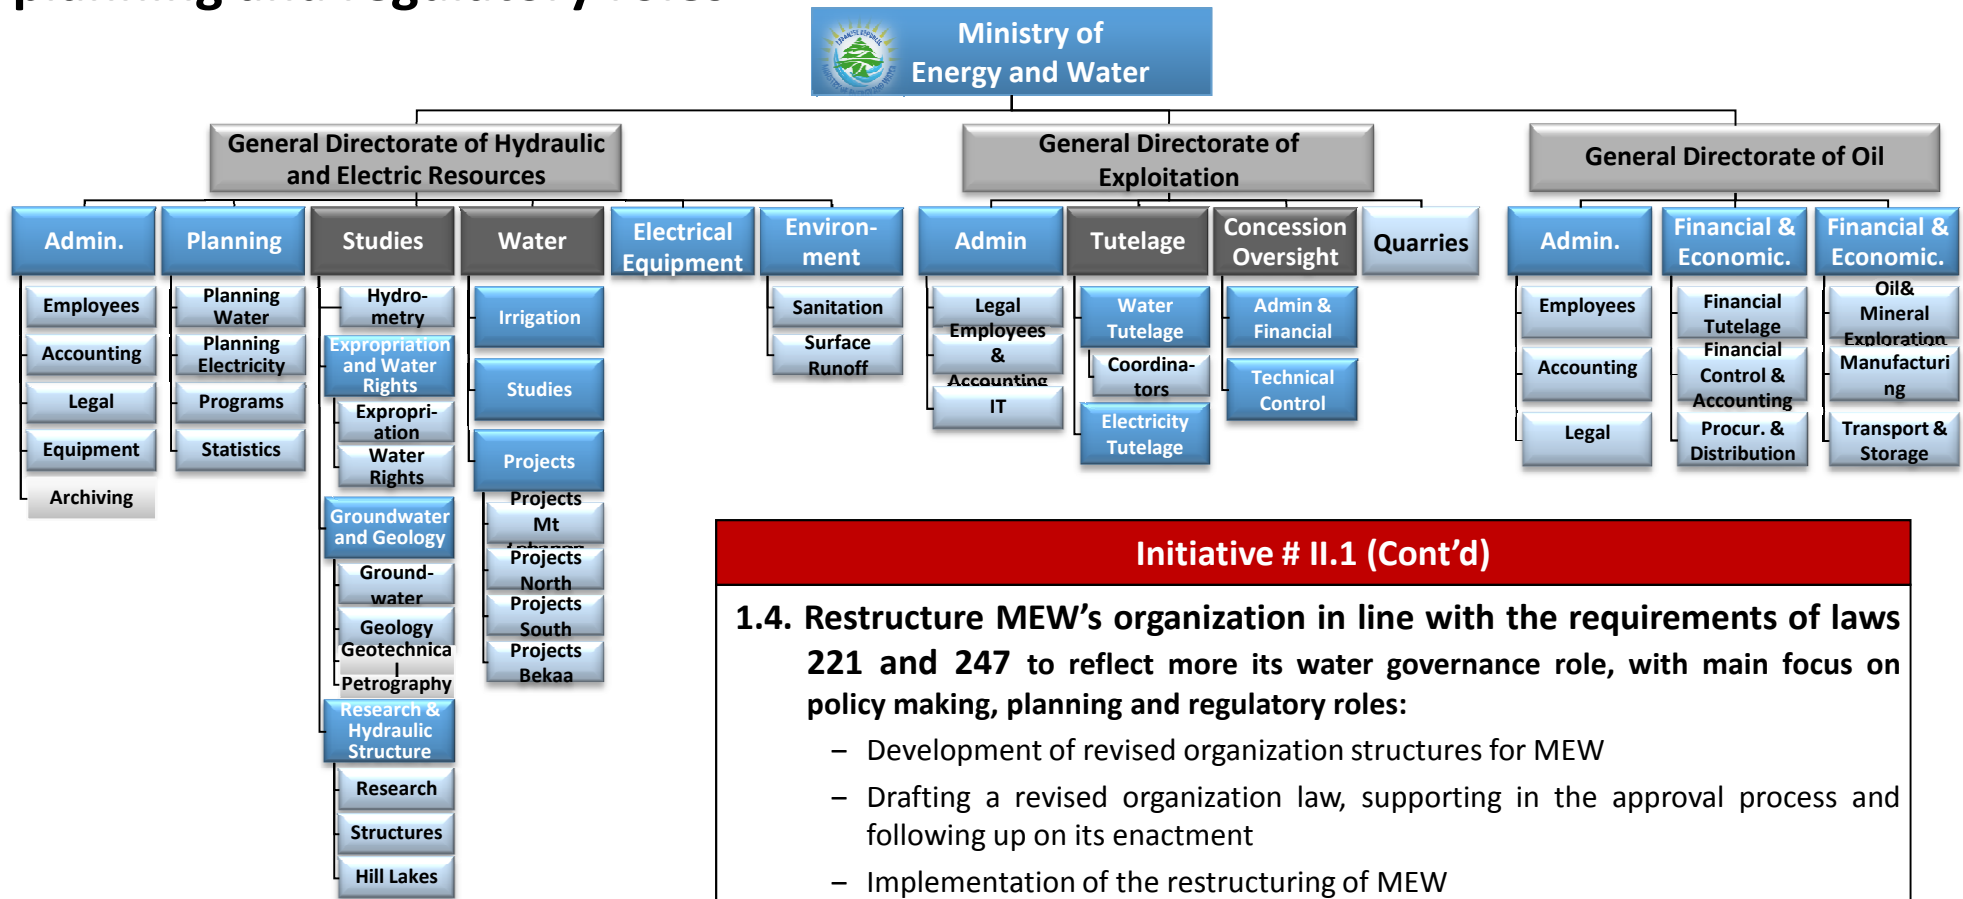 planning and regulatory roles
Ministry of
Energy and Water
General Directorate of Hydraulic
and Electric Resources
General Directorate of
Exploitation
General Directorate of Oil
Admin.
Planning
Studies
Water
Electrical
Equipment
Environ-
ment
Admin
Tutelage
Concession
Oversight
Quarries
Admin.
Financial &
Economic.
Financial &
Economic.
Employees
Accounting
Legal
Equipment
Archiving
Planning
Water
Planning
Electricity
Programs
Statistics
Hydro-
metry
Expropriation
and Water
Rights
Expropri-
ation
Water
Rights
Groundwater
and Geology
Ground-
water
Geology
Geotechnica
l
Petrography
Research &
Hydraulic
Structure
Research
Structures
Hill Lakes
Irrigation
Studies
Projects
Projects
Mt
Projects
North
Projects
South
Projects
Bekaa
Sanitation
Surface
Runoff
Legal
Employees
&
Accounting
IT
Water
Tutelage
Coordina-
tors
Electricity
Tutelage
Admin &
Financial
Technical
Control
Employees
Accounting
Legal
Financial
Tutelage
Financial
Control &
Accounting
Procur. &
Distribution
Oil&
Mineral
Exploration
Manufacturi
ng
Transport &
Storage
Initiative # II.1 (Cont’d)
1.4. Restructure MEW’s organization in line with the requirements of laws
221 and 247 to reflect more its water governance role, with main focus on
policy making, planning and regulatory roles:
– Development of revised organization structures for MEW
– Drafting a revised organization law, supporting in the approval process and
following up on its enactment
– Implementation of the restructuring of MEW